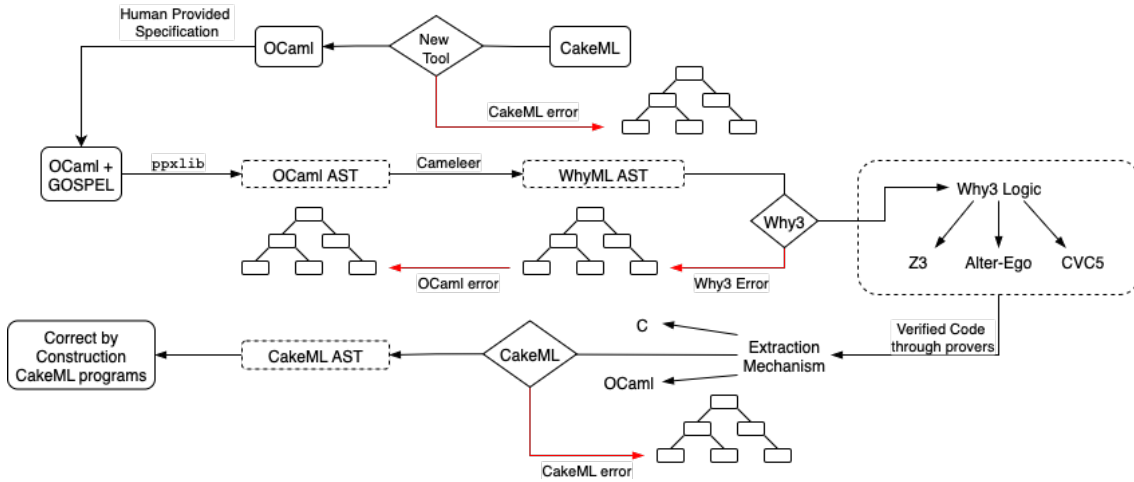 Human Provided
Specification
OCaml
New
Tool
CakeML
CakeML error
OCaml +
GOSPEL
ppxlib
OCaml AST
Cameleer
WhyML AST
Why3
Why3 Logic
Z3
Alter-Ego
CVC5
OCaml error
Why3 Error
Verified Code
through provers
Correct by
Construction
CakeML programs
CakeML AST
CakeML
C
OCaml
Extraction
Mechanism
CakeML error